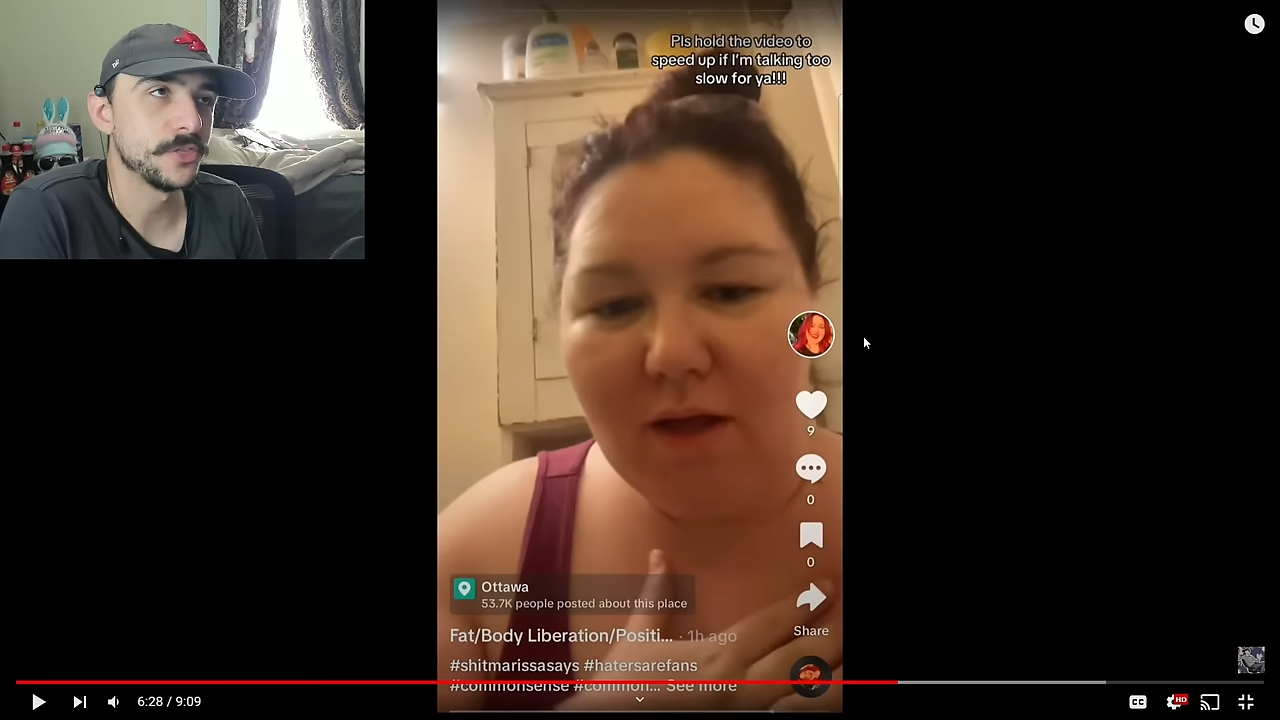 Pls hold the video to
speed up if I'm talking too
slow for ya!!!
9
0
0
Share
Ottawa
53.7K people posted about this place
Fat/Body Liberation/Positi... · 1h ago
#shitmarissasays #hatersarefans
#commonsense #common... See more
6:28 / 9:09
CC
HD